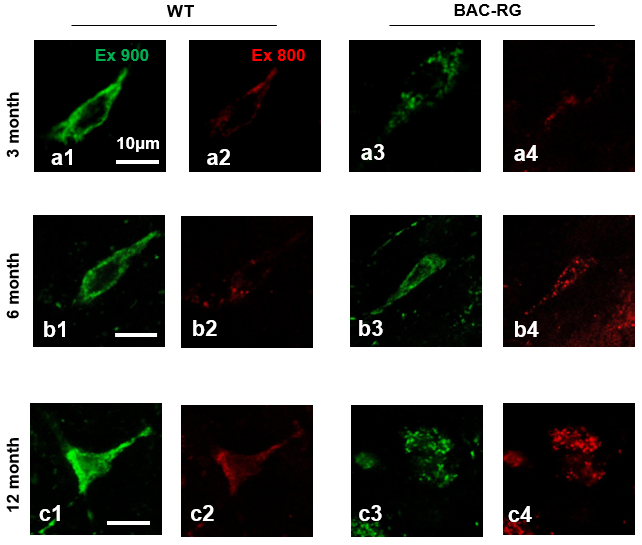 WT
BAC-RG
3 month
Ex 900
Ex 800
10μm
a1
a2
a3
a4
6 month
b1
b2
b3
b4
12 month
c1
c2
c3
c4